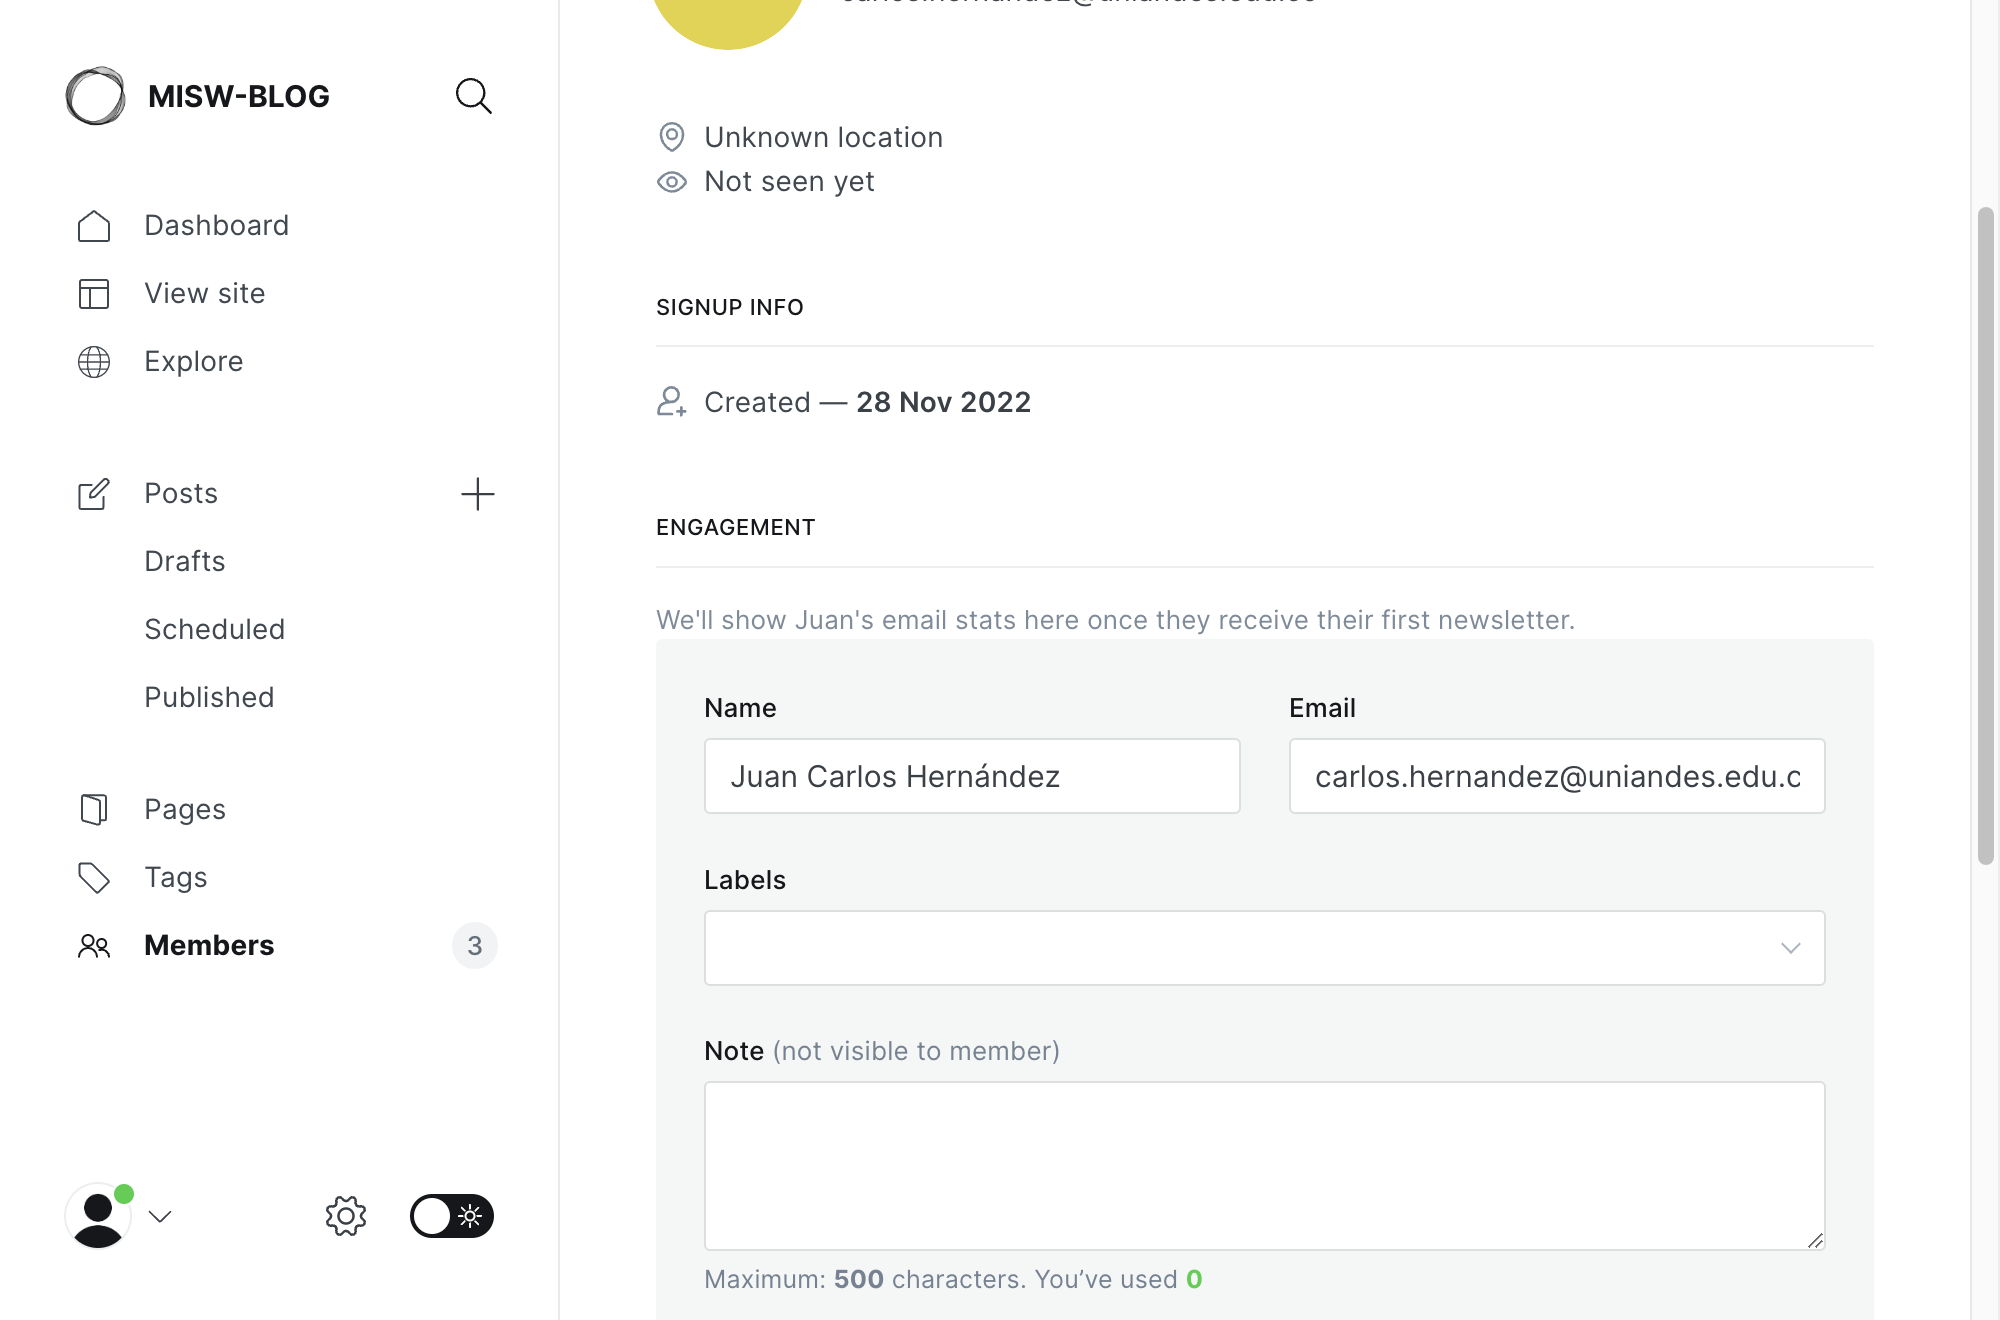 MISW-BLOG
Dashboard
View site
Explore
Posts
Drafts
Scheduled
Published
Pages
Tags
Members
3
Unknown location
Not seen yet
SIGNUP INFO
Created — 28 Nov 2022
ENGAGEMENT
We'll show Juan's email stats here once they receive their first newsletter.
Name
Email
Juan Carlos Hernández
carlos.hernandez@uniandes.edu.c
Labels
Note (not visible to member)
Maximum: 500 characters. You’ve used 0